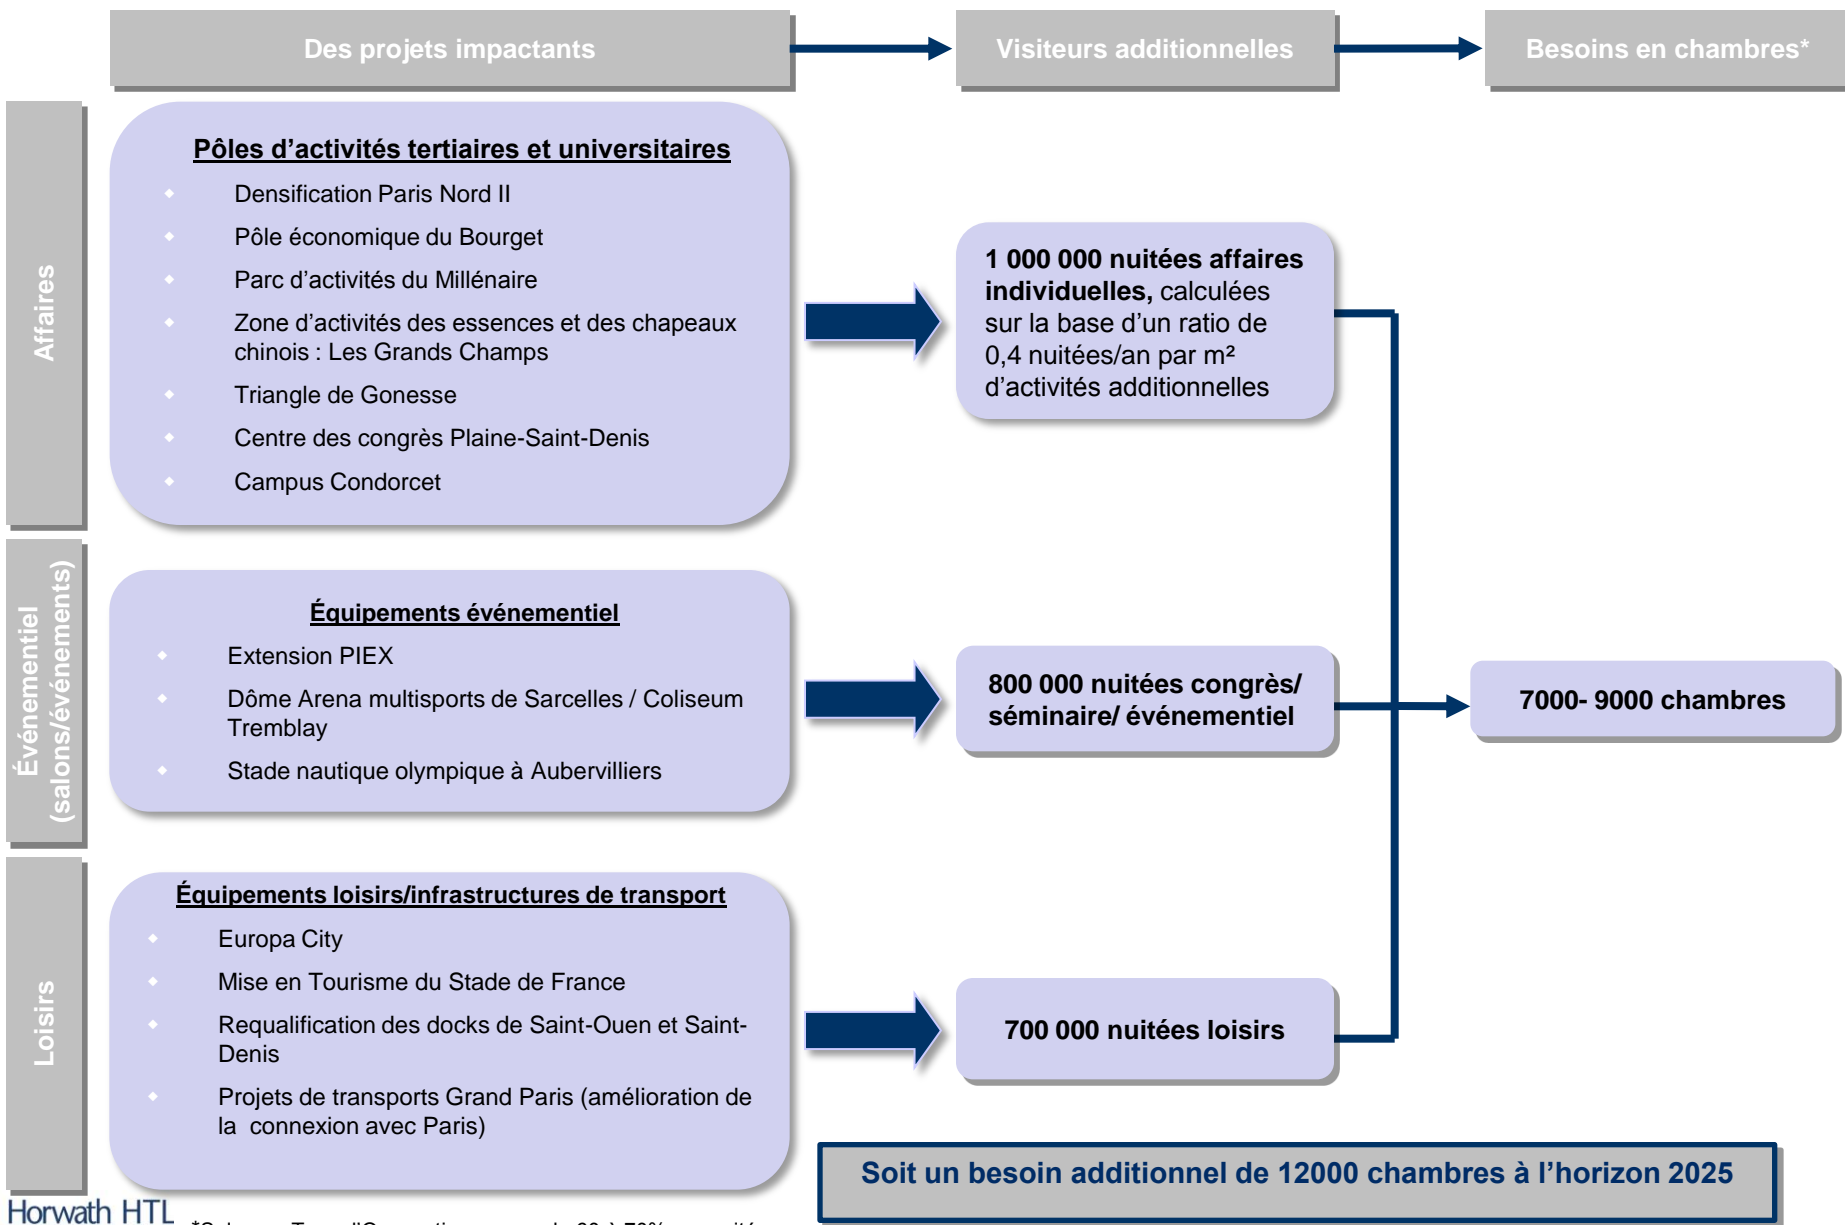 Des projets impactants
Visiteurs additionnelles
Besoins en chambres*
Affaires
Pôles d’activités tertiaires et universitaires
Densification Paris Nord II
Pôle économique du Bourget
Parc d’activités du Millénaire
Zone d’activités des essences et des chapeaux
chinois : Les Grands Champs
Triangle de Gonesse
Centre des congrès Plaine-Saint-Denis
Campus Condorcet
1 000 000 nuitées affaires
individuelles, calculées
sur la base d’un ratio de
0,4 nuitées/an par m²
d’activités additionnelles
Événementiel
(salons/événements)
Équipements événementiel
Extension PIEX
Dôme Arena multisports de Sarcelles / Coliseum
Tremblay
Stade nautique olympique à Aubervilliers
800 000 nuitées congrès/
séminaire/ événementiel
7000- 9000 chambres
Loisirs
Équipements loisirs/infrastructures de transport
Europa City
Mise en Tourisme du Stade de France
Requalification des docks de Saint-Ouen et Saint-
Denis
Projets de transports Grand Paris (amélioration de
la connexion avec Paris)
700 000 nuitées loisirs
Soit un besoin additionnel de 12000 chambres à l’horizon 2025
Horwath HTL